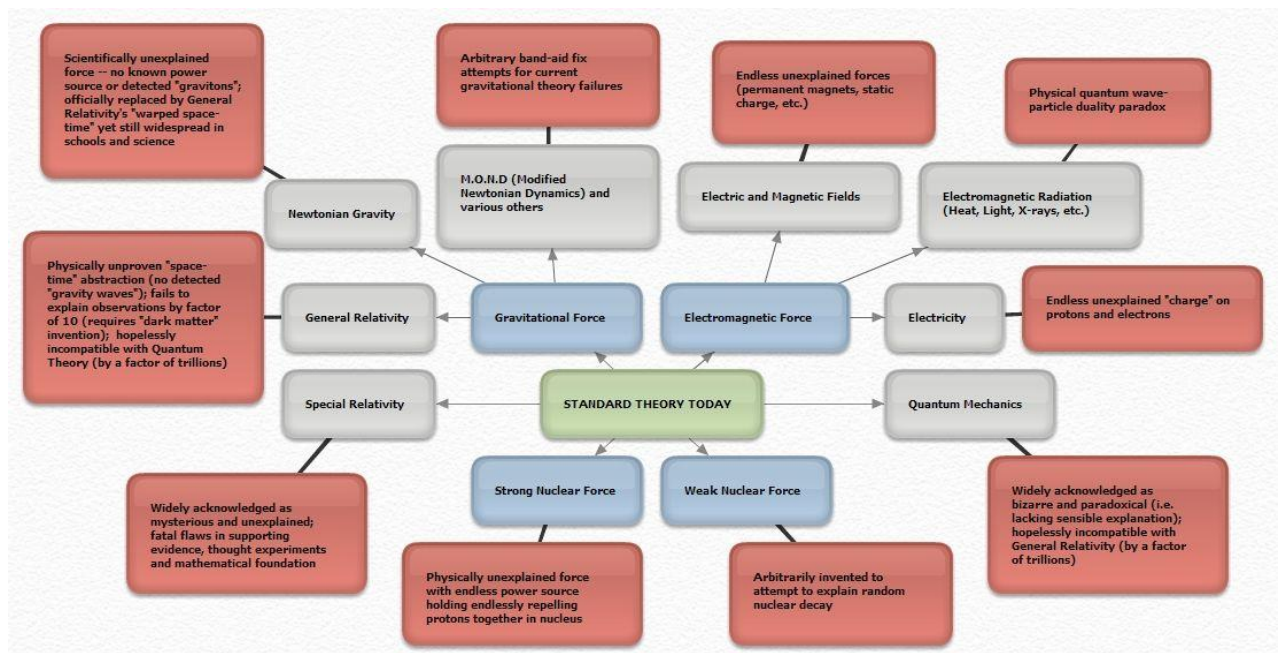 Scientifically unexplained
force -- no known power
source or detected "gravitons";
officially replaced by General
Relativity's "warped space-
time" yet still widespread in
schools and science
Arbitrary band-aid fix
attempts for current
gravitational theory failures
Endless unexplained forces
(permanent magnets, static
charge, etc.)
Physical quantum wave-
particle duality paradox
Newtonian Gravity
M.O.N.D (Modified
Newtonian Dynamics) and
various others
Electric and Magnetic Fields
Electromagnetic Radiation
(Heat, Light, X-rays, etc.)
Physically unproven "space-
time" abstraction (no detected
"gravity waves"); fails to
explain observations by factor
of 10 (requires "dark matter"
invention); hopelessly
incompatible with Quantum
Theory (by a factor of trillions)
General Relativity
Gravitational Force
Electromagnetic Force
Electricity
Endless unexplained "charge" on
protons and electrons
Special Relativity
STANDARD THEORY TODAY
Quantum Mechanics
Strong Nuclear Force
Weak Nuclear Force
Widely acknowledged as
mysterious and unexplained;
fatal flaws in supporting
evidence, thought experiments
and mathematical foundation
Physically unexplained force
with endless power source
holding endlessly repelling
protons together in nucleus
Arbitrarily invented to
attempt to explain random
nuclear decay
Widely acknowledged as
bizarre and paradoxical (i.e.
lacking sensible explanation);
hopelessly incompatible with
General Relativity (by a factor
of trillions)